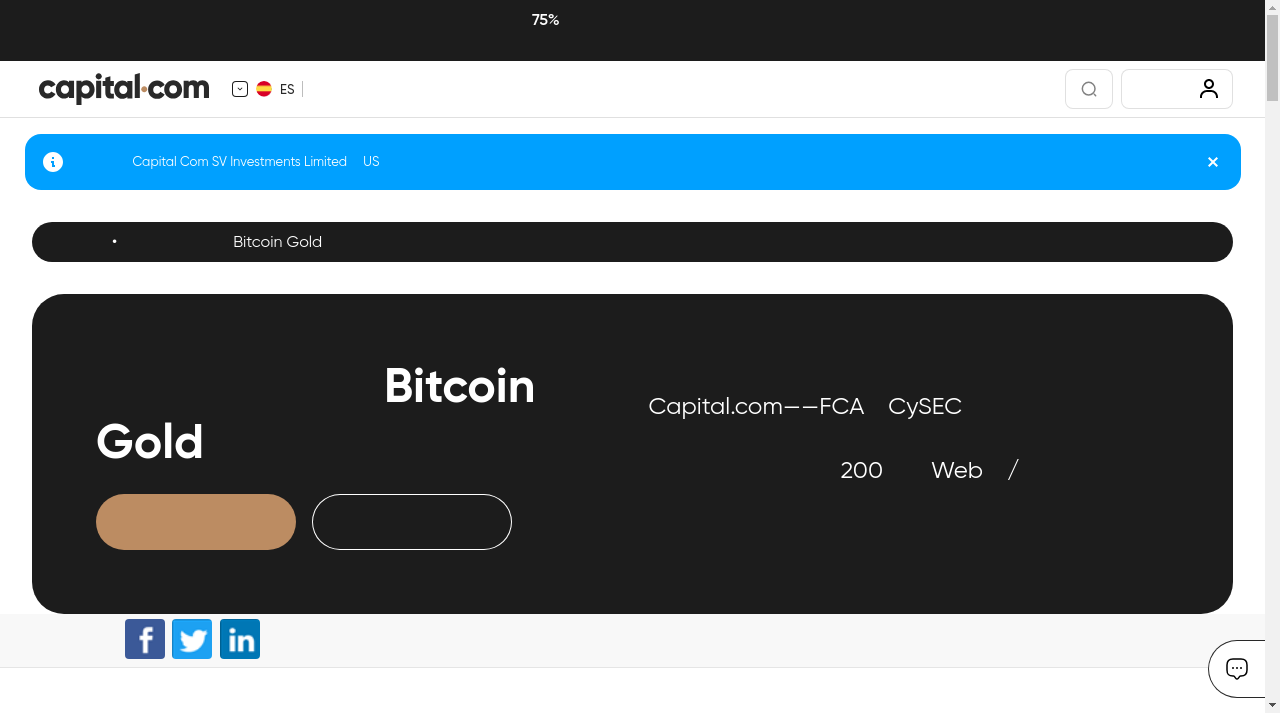 75%
capital.com
ES
Capital Com SV Investments Limited US
• Bitcoin Gold
Bitcoin
Gold
Capital.com——FCA CySEC
200 Web /